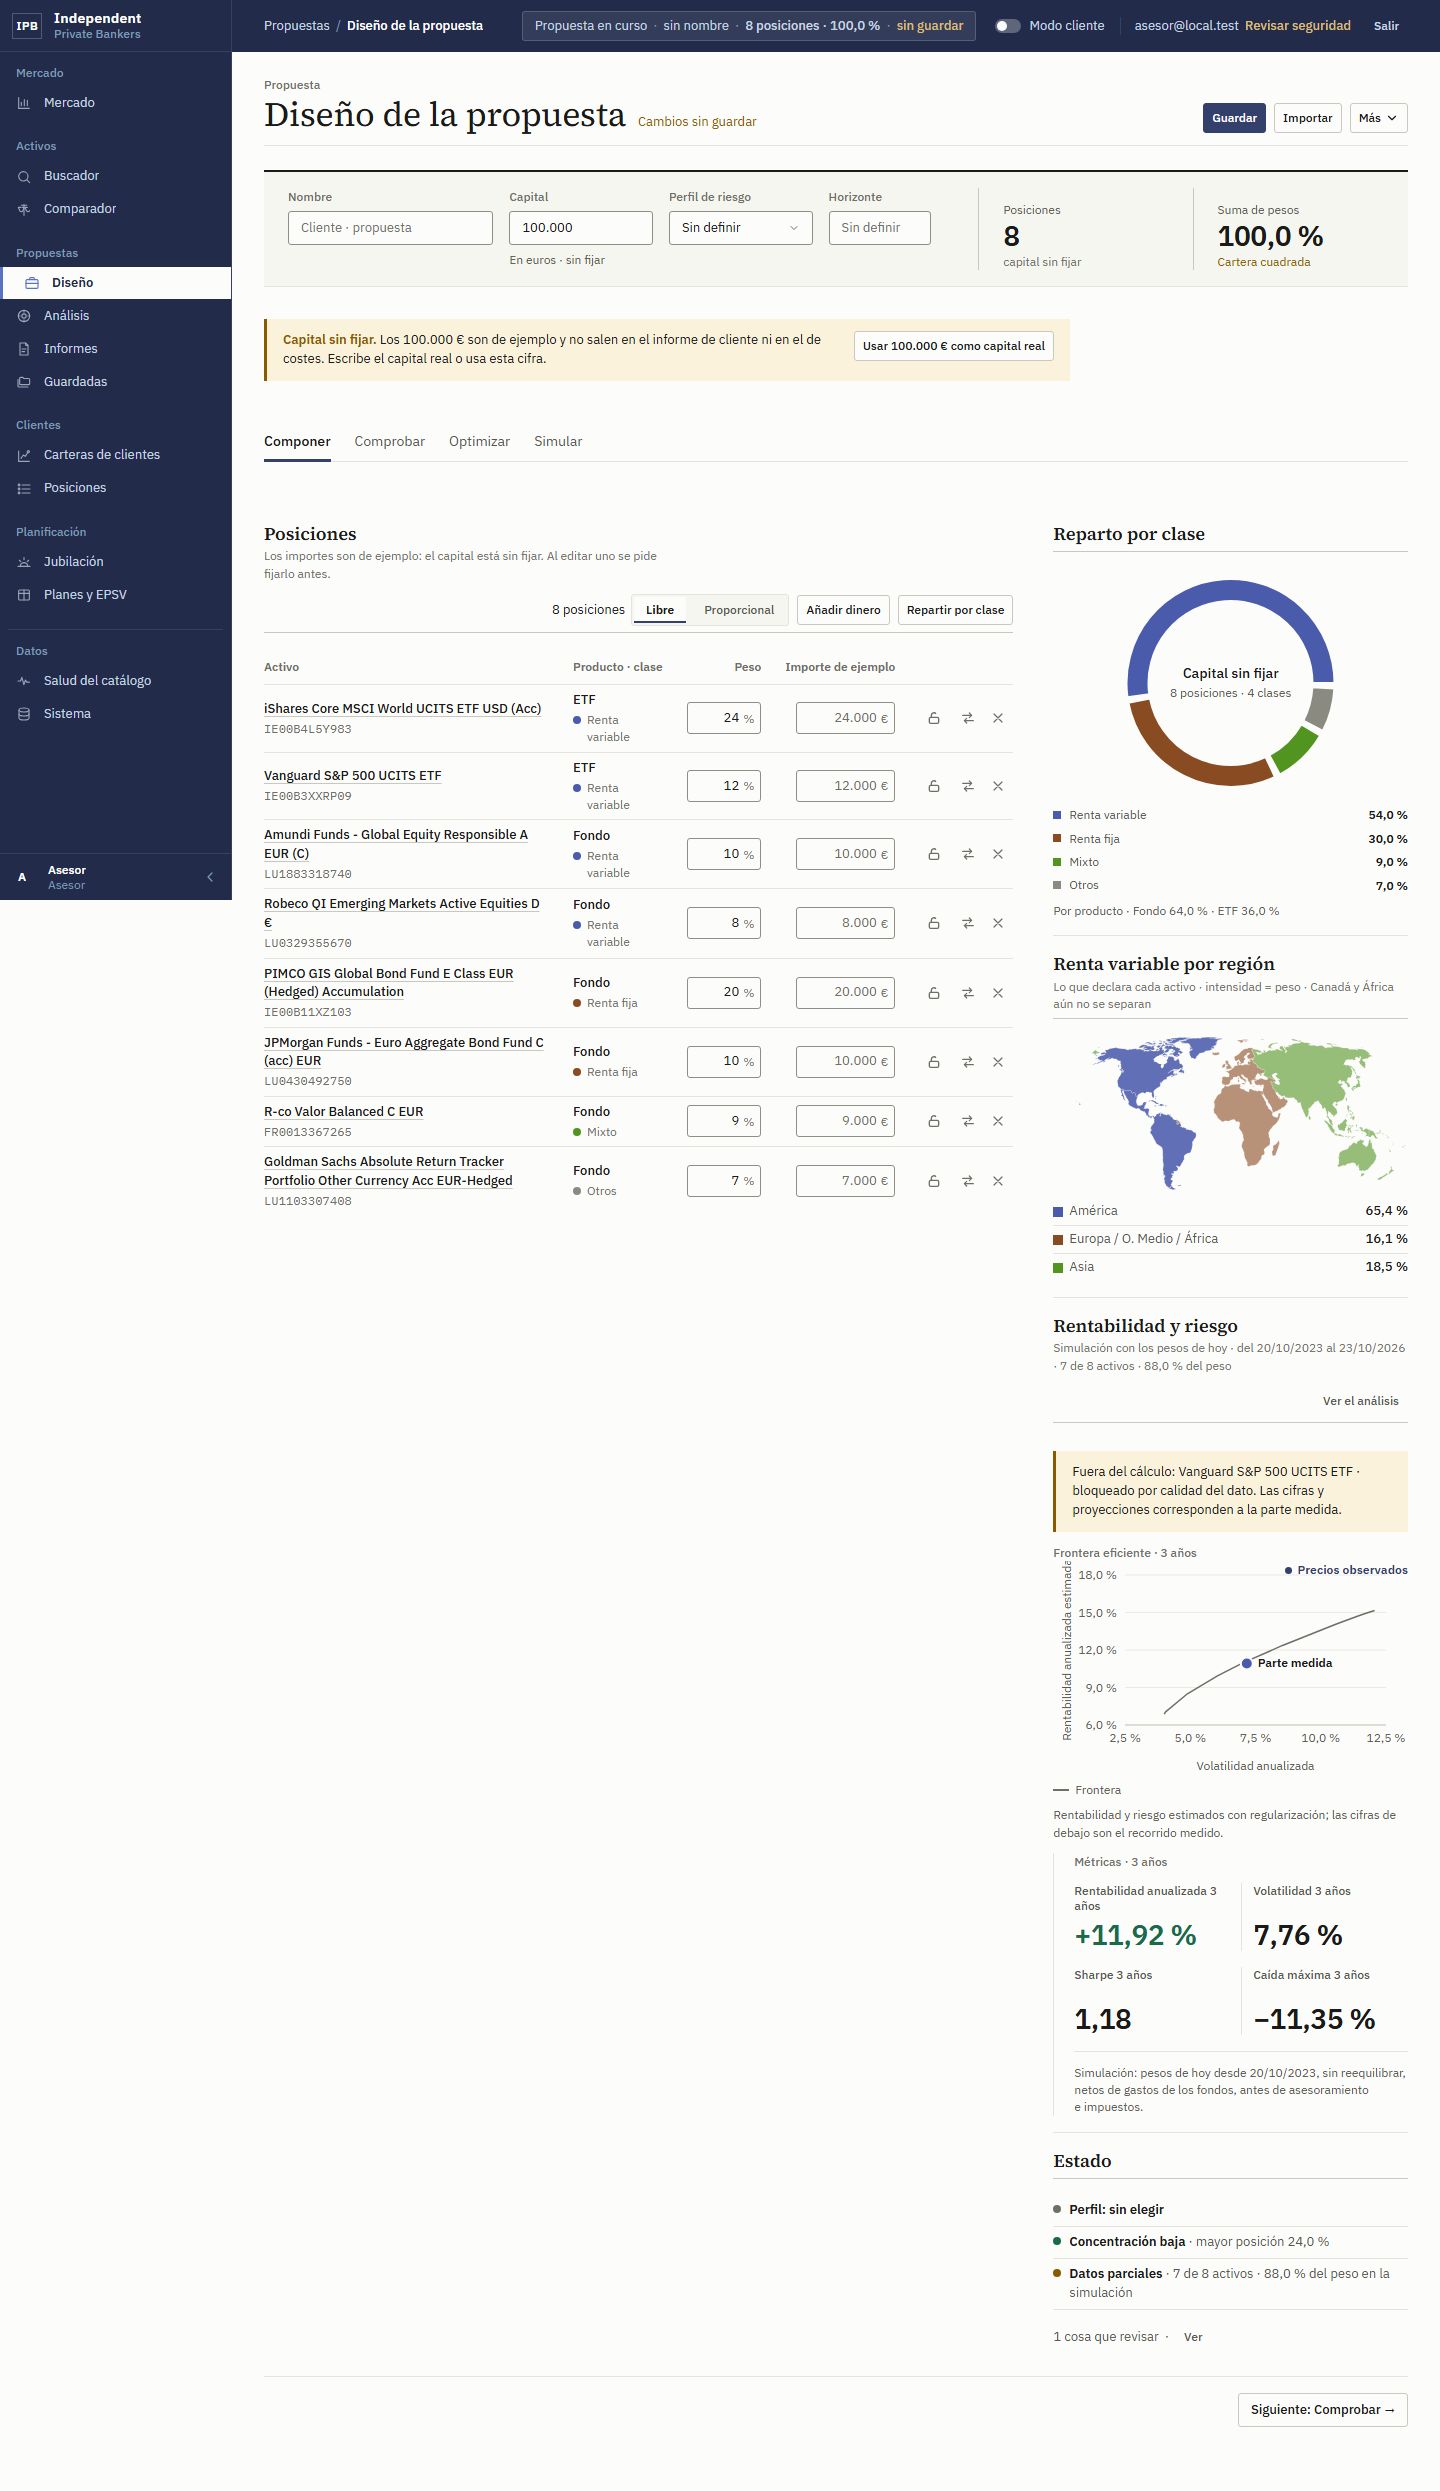 IPB
Independent
Private Bankers
Propuestas / Diseño de la propuesta
Propuesta en curso · sin nombre · 8 posiciones · 100,0 % · sin guardar
Modo cliente
asesor@local.test
Revisar seguridad
Salir
Mercado
Mercado
Activos
Buscador
Comparador
Propuestas
Diseño
Análisis
Informes
Guardadas
Clientes
Carteras de clientes
Posiciones
Planificación
Jubilación
Planes y EPSV
Datos
Salud del catálogo
Sistema
A
Asesor
Asesor
Propuesta
Diseño de la propuesta
Cambios sin guardar
Guardar
Importar
Más
Nombre
Cliente · propuesta
Capital
100.000
En euros · sin fijar
Perfil de riesgo
Sin definir
Horizonte
Sin definir
Posiciones
8
capital sin fijar
Suma de pesos
100,0 %
Cartera cuadrada
Capital sin fijar. Los 100.000 € son de ejemplo y no salen en el informe de cliente ni en el de
costes. Escribe el capital real o usa esta cifra.
Usar 100.000 € como capital real
Componer
Comprobar
Optimizar
Simular
Posiciones
Los importes son de ejemplo: el capital está sin fijar. Al editar uno se pide
fijarlo antes.
8 posiciones
Libre
Proporcional
Añadir dinero
Repartir por clase
Activo
Producto · clase
Peso
Importe de ejemplo
iShares Core MSCI World UCITS ETF USD (Acc)
IE00B4L5Y983
ETF
Renta
variable
24 %
24.000 €
Vanguard S&P 500 UCITS ETF
IE00B3XXRP09
ETF
Renta
variable
12 %
12.000 €
Amundi Funds - Global Equity Responsible A
EUR (C)
LU1883318740
Fondo
Renta
variable
10 %
10.000 €
Robeco QI Emerging Markets Active Equities D
€
LU0329355670
Fondo
Renta
variable
8 %
8.000 €
PIMCO GIS Global Bond Fund E Class EUR
(Hedged) Accumulation
IE00B11XZ103
Fondo
Renta fija
20 %
20.000 €
JPMorgan Funds - Euro Aggregate Bond Fund C
(acc) EUR
LU0430492750
Fondo
Renta fija
10 %
10.000 €
R-co Valor Balanced C EUR
FR0013367265
Fondo
Mixto
9 %
9.000 €
Goldman Sachs Absolute Return Tracker
Portfolio Other Currency Acc EUR-Hedged
LU1103307408
Fondo
Otros
7 %
7.000 €
Reparto por clase
Capital sin fijar
8 posiciones · 4 clases
Renta variable 54,0 %
Renta fija 30,0 %
Mixto 9,0 %
Otros 7,0 %
Por producto · Fondo 64,0 % · ETF 36,0 %
Renta variable por región
Lo que declara cada activo · intensidad = peso · Canadá y África
aún no se separan
América 65,4 %
Europa / O. Medio / África 16,1 %
Asia 18,5 %
Rentabilidad y riesgo
Simulación con los pesos de hoy · del 20/10/2023 al 23/10/2026
· 7 de 8 activos · 88,0 % del peso
Ver el análisis
Fuera del cálculo: Vanguard S&P 500 UCITS ETF ·
bloqueado por calidad del dato. Las cifras y
proyecciones corresponden a la parte medida.
Frontera eficiente · 3 años
Precios observados
Rentabilidad anualizada estimada
18,0 %
15,0 %
12,0 %
9,0 %
6,0 %
Parte medida
2,5 %
5,0 %
7,5 %
10,0 %
12,5 %
Volatilidad anualizada
Frontera
Rentabilidad y riesgo estimados con regularización; las cifras de
debajo son el recorrido medido.
Métricas · 3 años
Rentabilidad anualizada 3
años
+11,92 %
Volatilidad 3 años
7,76 %
Sharpe 3 años
1,18
Caída máxima 3 años
−11,35 %
Simulación: pesos de hoy desde 20/10/2023, sin reequilibrar,
netos de gastos de los fondos, antes de asesoramiento
e impuestos.
Estado
Perfil: sin elegir
Concentración baja · mayor posición 24,0 %
Datos parciales · 7 de 8 activos · 88,0 % del peso en la
simulación
1 cosa que revisar ·
Ver
Siguiente: Comprobar →